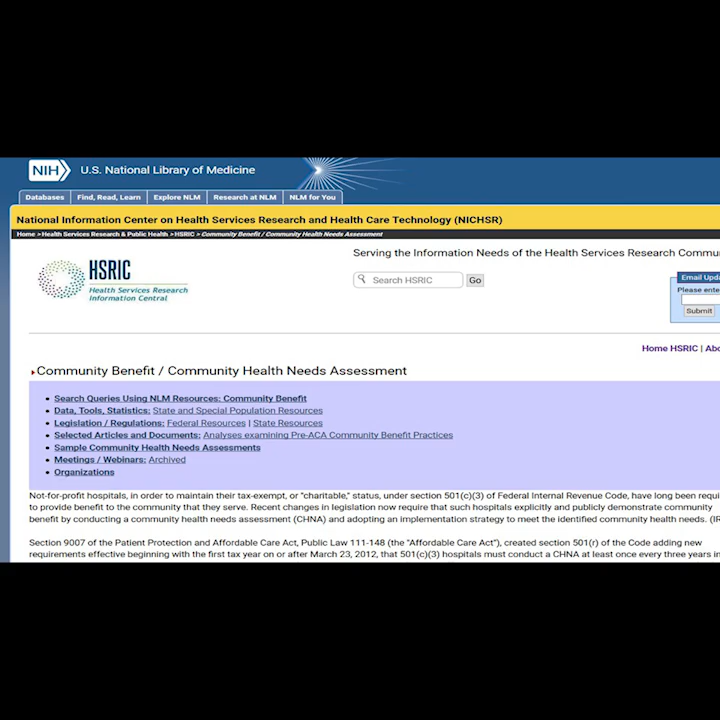 NIH U.S. National Library of Medicine
Databases Find, Read, Learn Explore NLM Research at NLM NLM for You
National Information Center on Health Services Research and Health Care Technology (NICHSR)
Home > Health Services Research & Public Health > HSRIC > Community Benefit / Community Health Needs Assessment
Serving the Information Needs of the Health Services Research
HSRIC
Health Services Research
Information Central
Search HSRIC Go
Email
Please
Submit
Home HSRIC |
Community Benefit / Community Health Needs Assessment
• Search Queries Using NLM Resources: Community Benefit
• Data, Tools, Statistics: State and Special Population Resources
• Legislation / Regulations: Federal Resources | State Resources
• Selected Articles and Documents: Analyses examining Pre-ACA Community Benefit Practices
• Sample Community Health Needs Assessments
• Meetings / Webinars: Archived
• Organizations
Not-for-profit hospitals, in order to maintain their tax-exempt, or "charitable," status, under section 501(c)(3) of Federal Internal Revenue Code, have long been
to provide benefit to the community that they serve. Recent changes in legislation now require that such hospitals explicitly and publicly demonstrate community
benefit by conducting a community health needs assessment (CHNA) and adopting an implementation strategy to meet the identified community health needs.
Section 9007 of the Patient Protection and Affordable Care Act, Public Law 111-148 (the "Affordable Care Act"), created section 501(r) of the Code adding new
requirements effective beginning with the first tax year on or after March 23, 2012, that 501(c)(3) hospitals must conduct a CHNA at least once every three years in